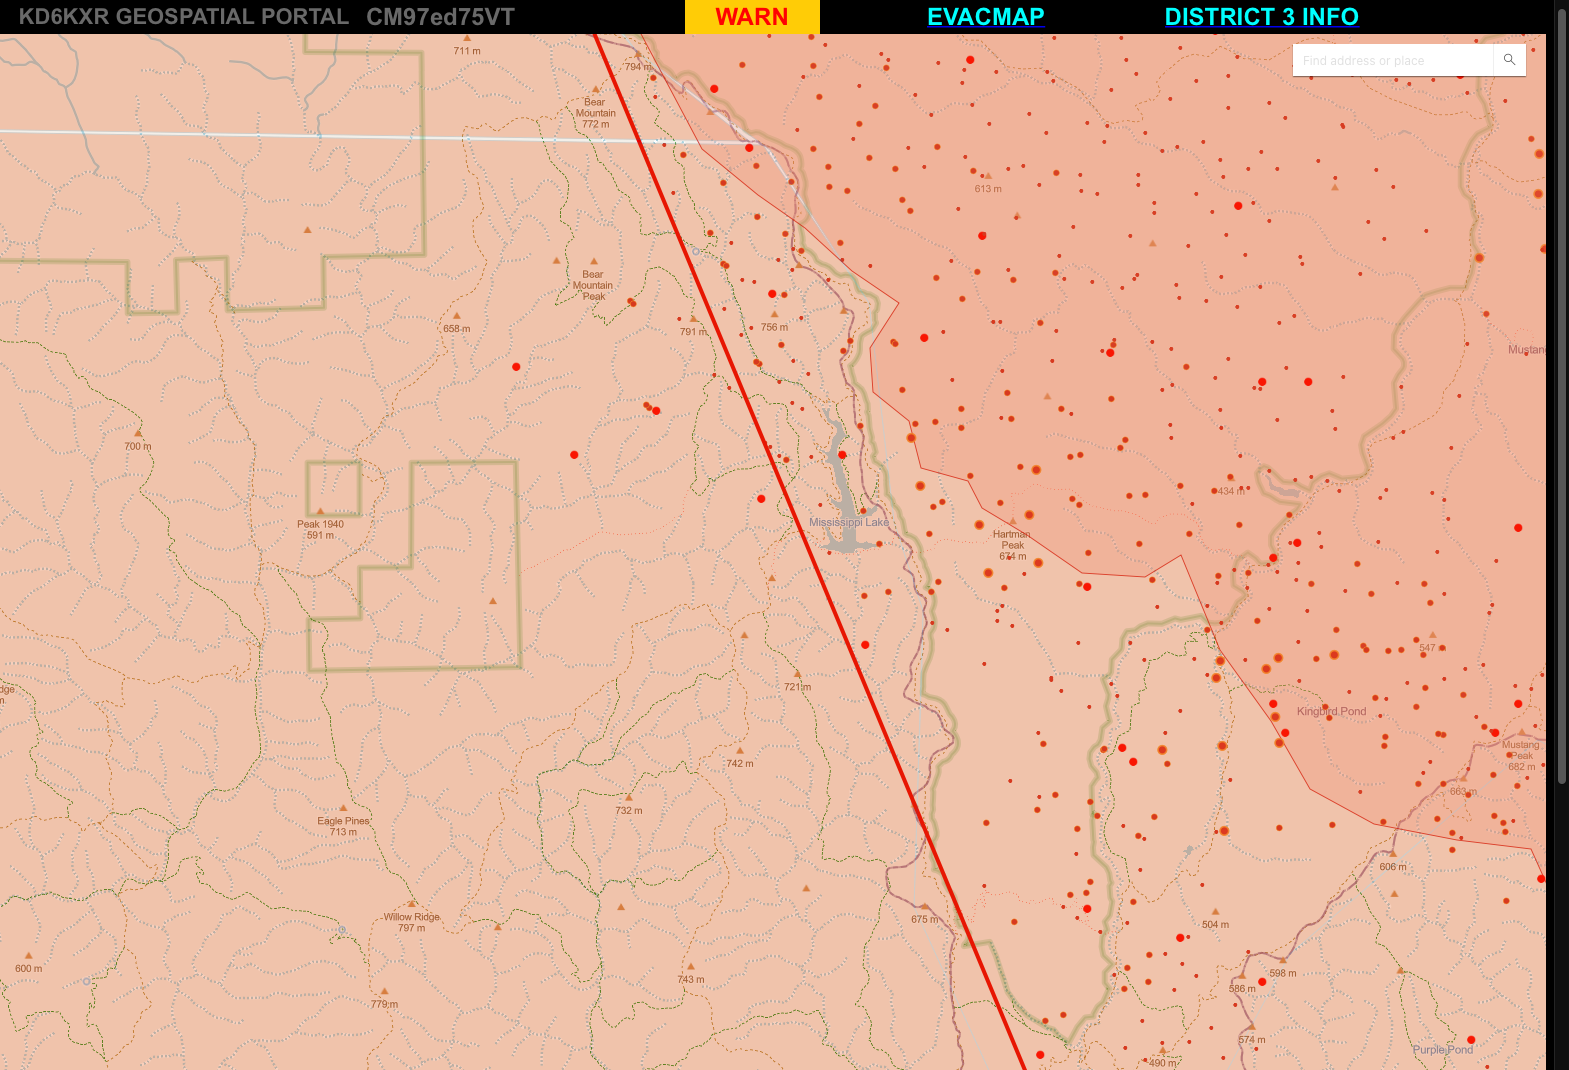 KD6KXR GEOSPATIAL PORTAL CM97ed75VT WARN EVACMAP DISTRICT 3 INFO
Find address or place
711 m
794 m
Bear
Mountain
772 m
613 m
Bear
Mountain
Peak
658 m
791 m
756 m
Mustang
700 m
434 m
Peak 1940
591 m
Mississippi Lake
Hartman
Peak
674 m
547
721 m
Kingbird Pond
742 m
Mustang
Peak
682 m
663 m
732 m
Eagle Pines
713 m
606 m
Willow Ridge
797 m
675 m
504 m
600 m
743 m
598 m
586 m
779 m
574 m
Purple Pond
490 m